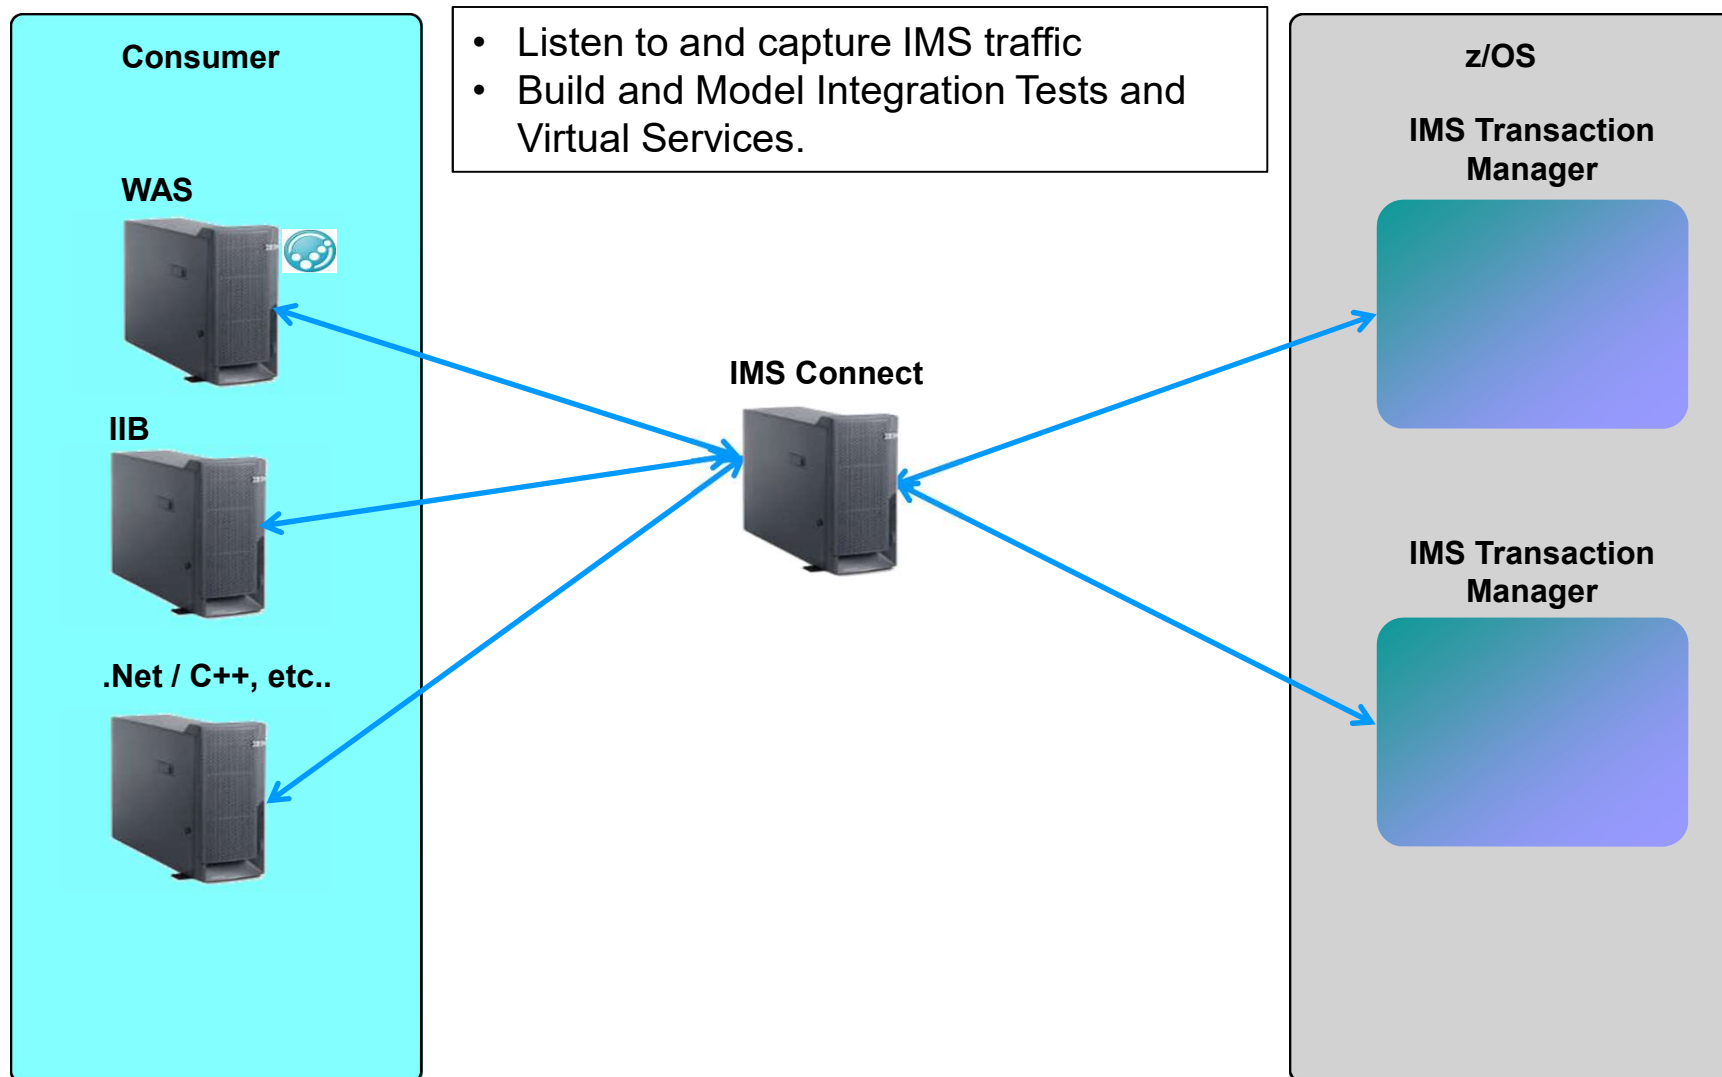 Consumer
• Listen to and capture IMS traffic
• Build and Model Integration Tests and
Virtual Services.
z/OS
IMS Transaction
Manager
WAS
IMS Connect
IIB
IMS Transaction
Manager
.Net / C++, etc..